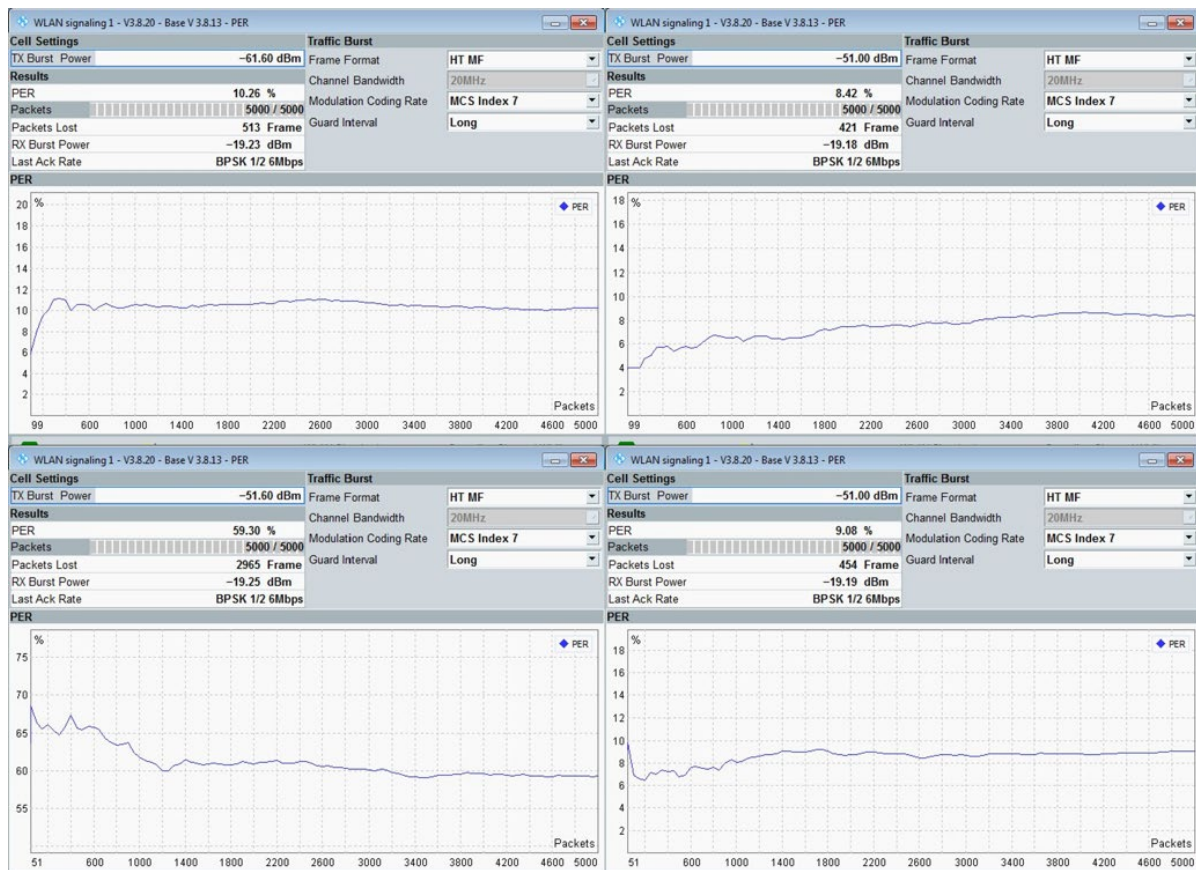 WLAN signaling 1 - V3.8.20 - Base V 3.8.13 - PER
Cell Settings
TX Burst Power −61.60 dBm
Results
PER 10.26 %
Packets 5000 / 5000
Packets Lost 513 Frame
RX Burst Power −19.23 dBm
Last Ack Rate BPSK 1/2 6Mbps
Traffic Burst
Frame Format HT MF
Channel Bandwidth 20MHz
Modulation Coding Rate MCS Index 7
Guard Interval Long
PER
%
PER
20
18
16
14
12
10
8
6
4
2
Packets
99 600 1000 1400 1800 2200 2600 3000 3400 3800 4200 4600 5000
WLAN signaling 1 - V3.8.20 - Base V 3.8.13 - PER
Cell Settings
TX Burst Power −51.00 dBm
Results
PER 8.42 %
Packets 5000 / 5000
Packets Lost 421 Frame
RX Burst Power −19.18 dBm
Last Ack Rate BPSK 1/2 6Mbps
Traffic Burst
Frame Format HT MF
Channel Bandwidth 20MHz
Modulation Coding Rate MCS Index 7
Guard Interval Long
PER
%
PER
18
16
14
12
10
8
6
4
2
Packets
99 600 1000 1400 1800 2200 2600 3000 3400 3800 4200 4600 5000
WLAN signaling 1 - V3.8.20 - Base V 3.8.13 - PER
Cell Settings
TX Burst Power −51.60 dBm
Results
PER 59.30 %
Packets 5000 / 5000
Packets Lost 2965 Frame
RX Burst Power −19.25 dBm
Last Ack Rate BPSK 1/2 6Mbps
Traffic Burst
Frame Format HT MF
Channel Bandwidth 20MHz
Modulation Coding Rate MCS Index 7
Guard Interval Long
PER
%
PER
75
70
65
60
55
Packets
51 600 1000 1400 1800 2200 2600 3000 3400 3800 4200 4600 5000
WLAN signaling 1 - V3.8.20 - Base V 3.8.13 - PER
Cell Settings
TX Burst Power −51.00 dBm
Results
PER 9.08 %
Packets 5000 / 5000
Packets Lost 454 Frame
RX Burst Power −19.19 dBm
Last Ack Rate BPSK 1/2 6Mbps
Traffic Burst
Frame Format HT MF
Channel Bandwidth 20MHz
Modulation Coding Rate MCS Index 7
Guard Interval Long
PER
%
PER
18
16
14
12
10
8
6
4
2
Packets
51 600 1000 1400 1800 2200 2600 3000 3400 3800 4200 4600 5000